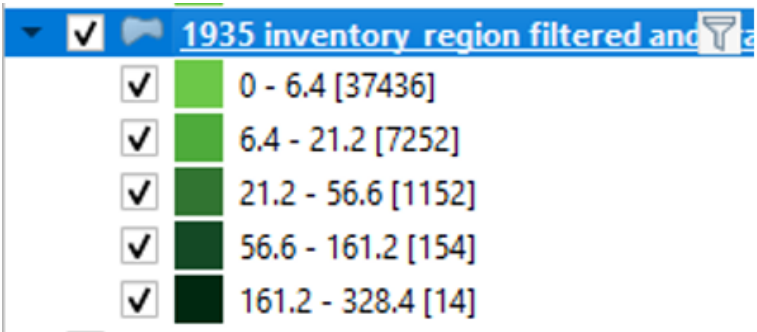 1935 inventory_region filtered and
0 - 6.4 [37436]
6.4 - 21.2 [7252]
21.2 - 56.6 [1152]
56.6 - 161.2 [154]
161.2 - 328.4 [14]